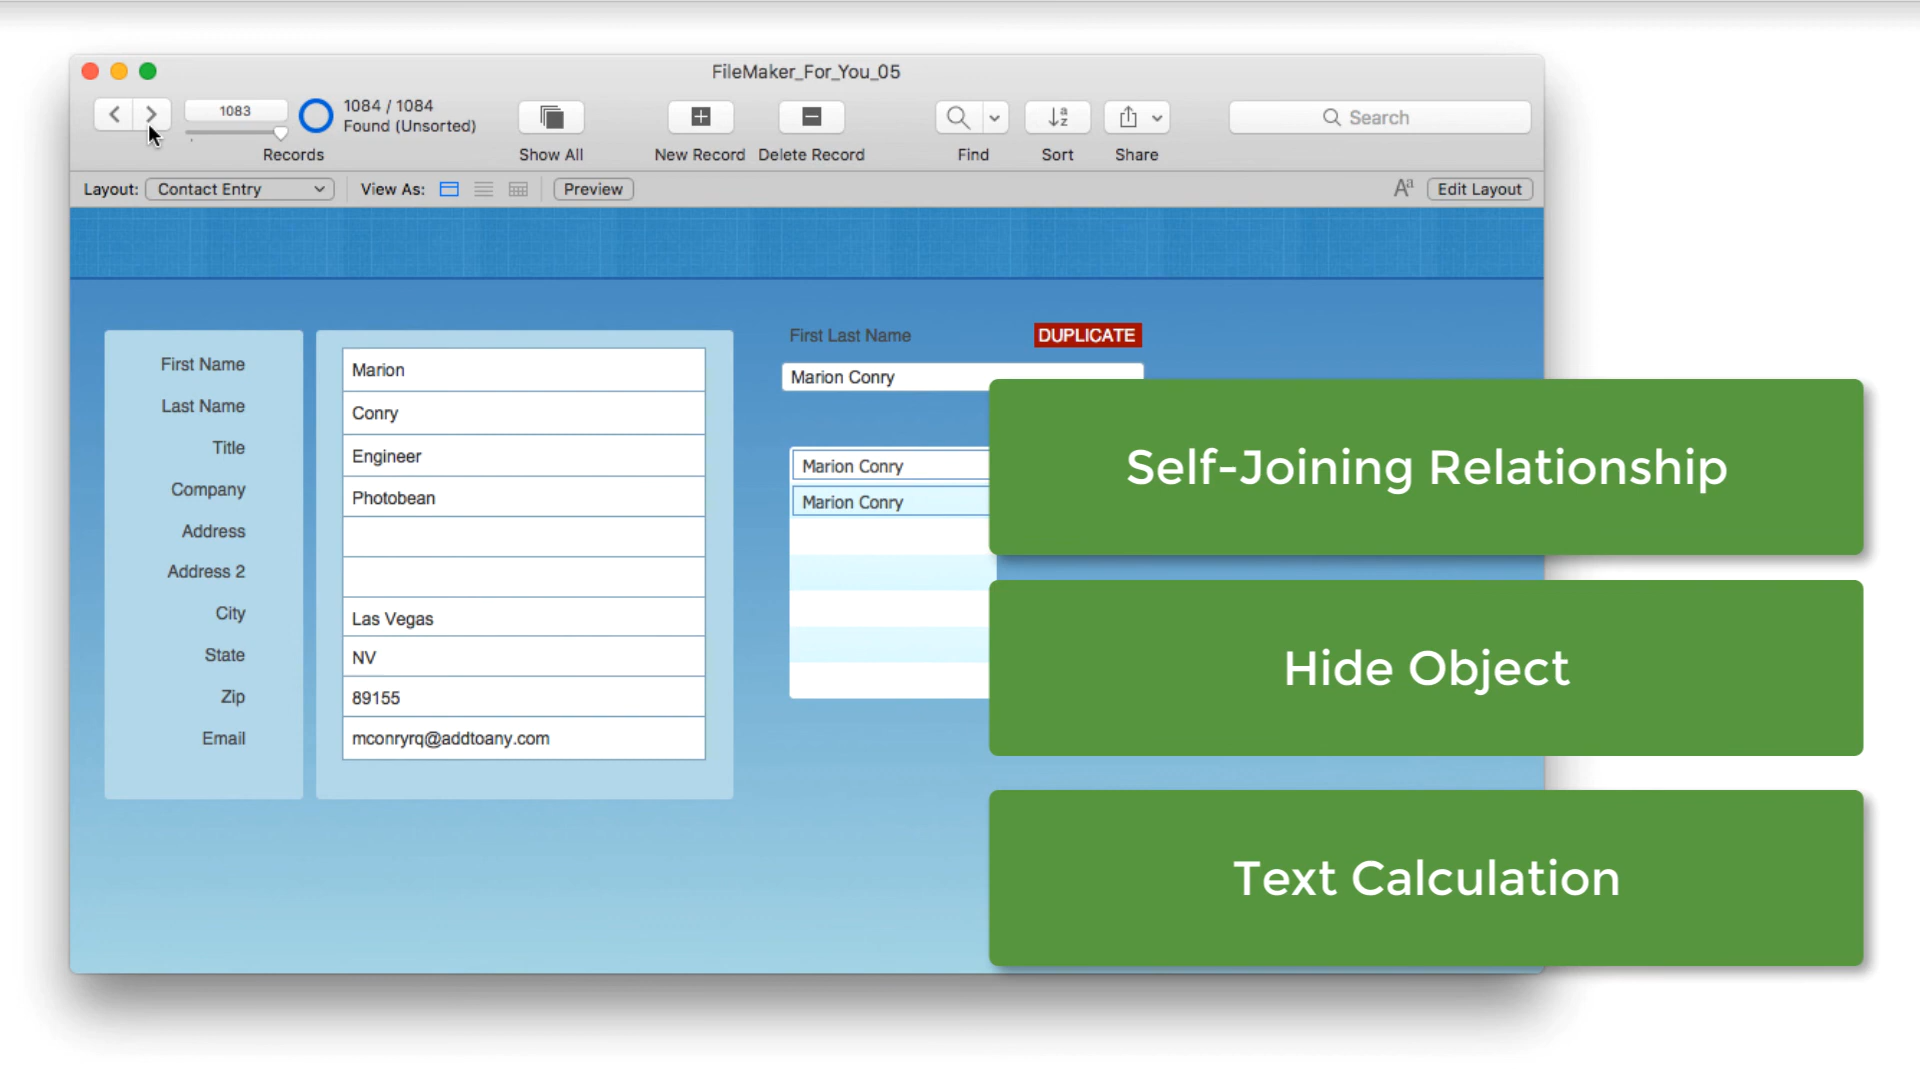 FileMaker_For_You_05
1083
1084 / 1084
Found (Unsorted)
Records
Show All
New Record
Delete Record
Find
Sort
Share
Search
Layout:
Contact Entry
View As:
Preview
Aa
Edit Layout
First Name
Marion
Last Name
Conry
Title
Engineer
Company
Photobean
Address
Address 2
City
Las Vegas
State
NV
Zip
89155
Email
mconryrq@addtoany.com
First Last Name
DUPLICATE
Marion Conry
Marion Conry
Marion Conry
Self-Joining Relationship
Hide Object
Text Calculation